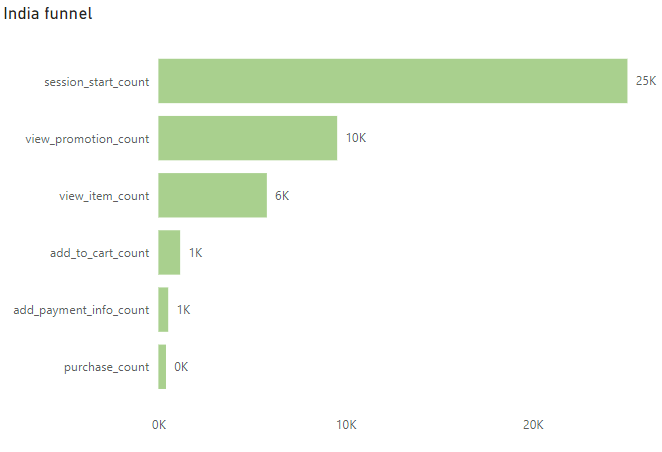 India funnel
session_start_count
25K
view_promotion_count
10K
view_item_count
6K
add_to_cart_count
1K
add_payment_info_count
1K
purchase_count
0K
0K
10K
20K